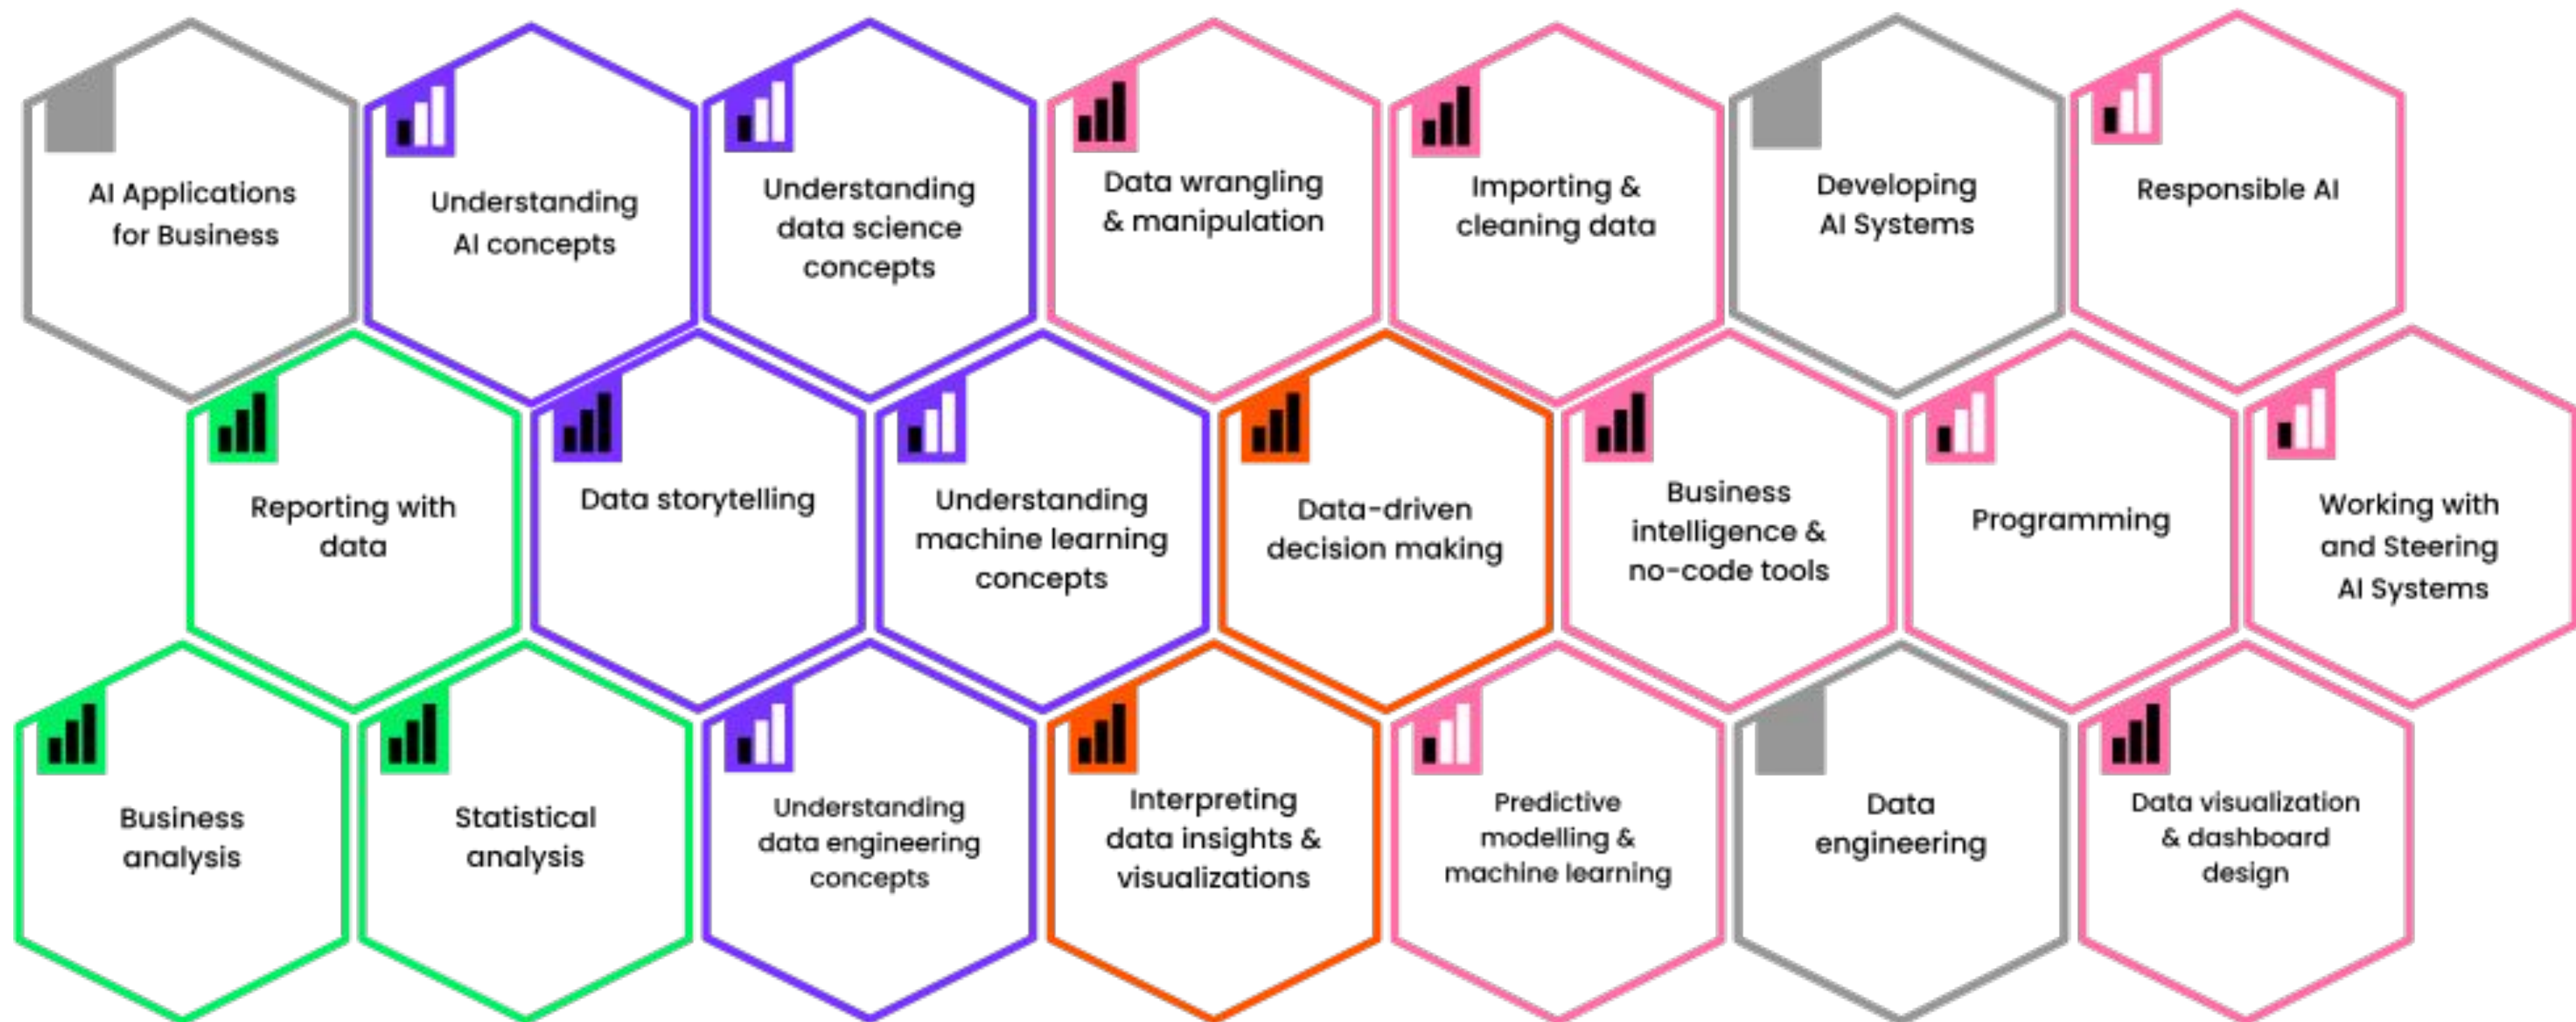 AI Applications
for Business
Understanding
AI concepts
Understanding
data science
concepts
Data wrangling
& manipulation
Importing &
cleaning data
Developing
AI Systems
Responsible AI
Reporting with
data
Data storytelling
Understanding
machine learning
concepts
Data-driven
decision making
Business
intelligence &
no-code tools
Programming
Working with
and Steering
AI Systems
Business
analysis
Statistical
analysis
Understanding
data engineering
concepts
Interpreting
data insights &
visualizations
Predictive
modelling &
machine learning
Data
engineering
Data visualization
& dashboard
design